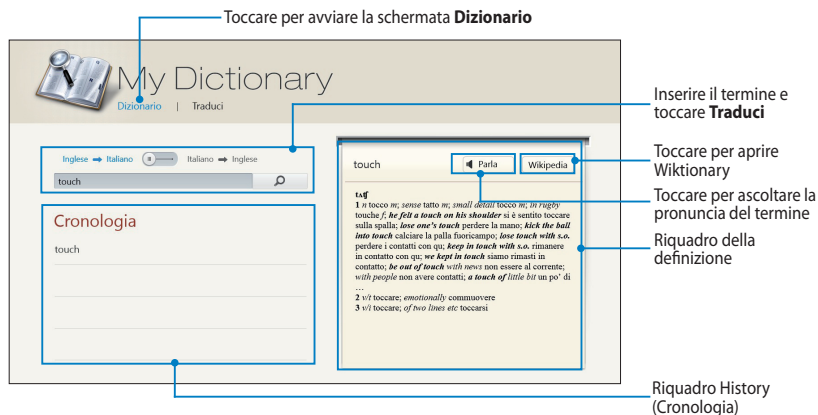 Toccare per avviare la schermata Dizionario
My Dictionary
Dizionario | Traduci
Inglese ➡ Italiano Italiano ➡ Inglese
touch
Cronologia
touch
touch Parla Wikipedia
tʌtʃ
1 n tocco m; sense tatto m; small detail tocco m; in rugby
touche f; he felt a touch on his shoulder si è sentito toccare
sulla spalla; lose one's touch perdere la mano; kick the ball
into touch calciare la palla fuoricampo; lose touch with s.o.
perdere i contatti con qu; keep in touch with s.o. rimanere
in contatto con qu; we kept in touch siamo rimasti in
contatto; be out of touch with news non essere al corrente;
with people non avere contatti; a touch of little bit un po' di
…
2 v/t toccare; emotionally commuovere
3 v/i toccare; of two lines etc toccarsi
Inserire il termine e
toccare Traduci
Toccare per aprire
Wiktionary
Toccare per ascoltare la
pronuncia del termine
Riquadro della
definizione
Riquadro History
(Cronologia)